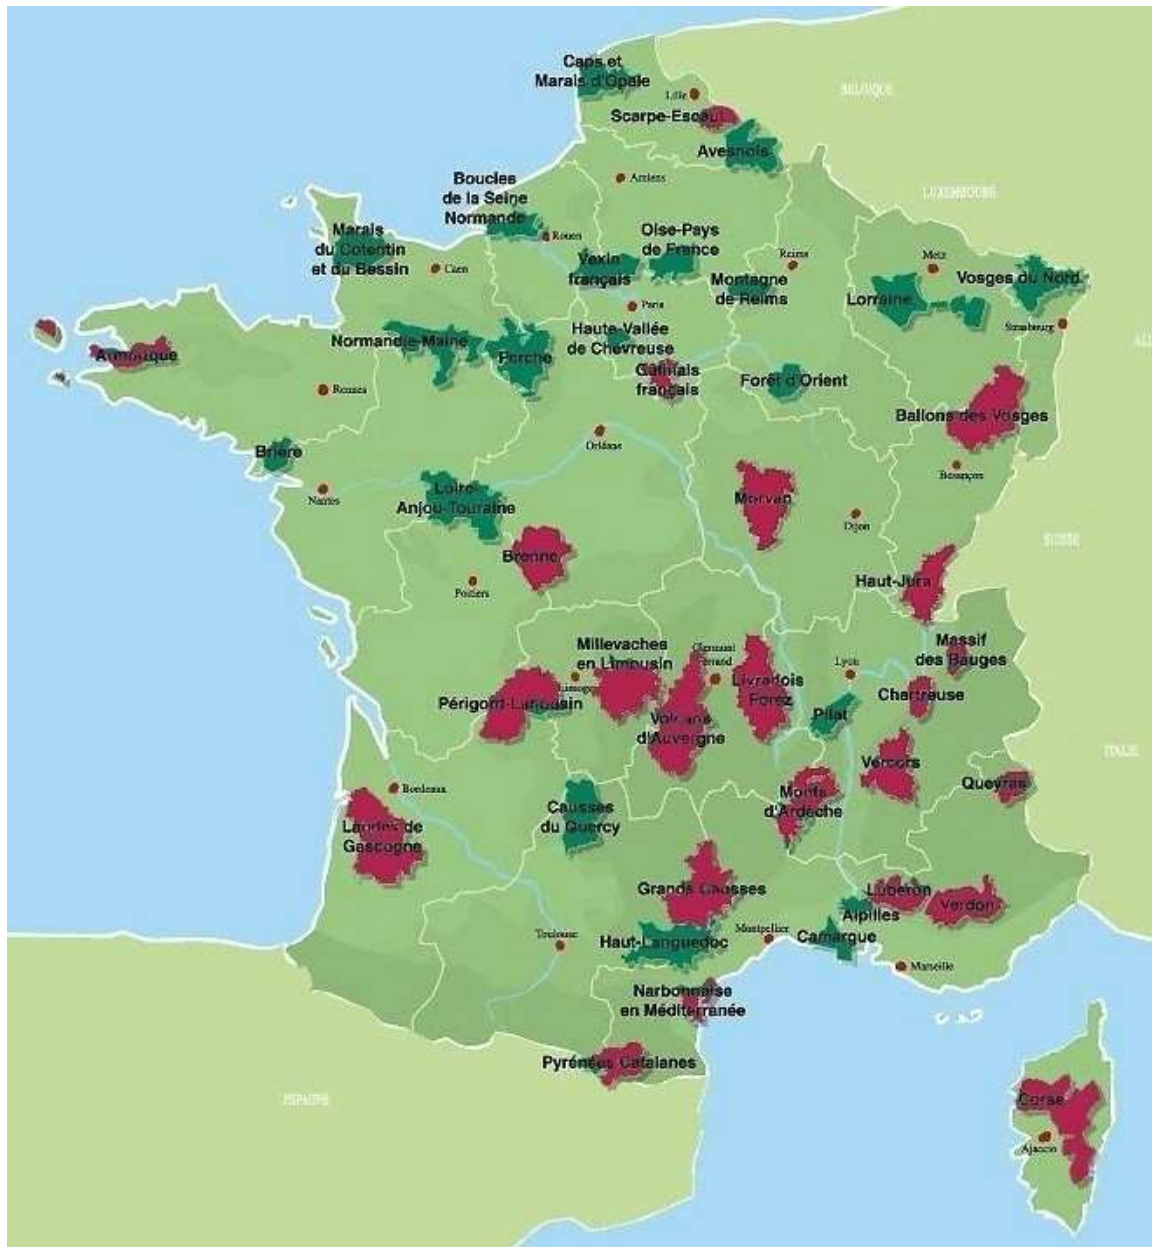 Caps et
Marais d'Opale
Lille
BELGIQUE
Scarpe-Escaut
Avesnois
Amiens
LUXEMBOURG
Boucles
de la Seine
Normande
Rouen
Marais
du Cotentin
et du Bessin
Caen
Oise-Pays
de France
Vexin
français
Reims
Montagne
de Reims
Metz
Vosges du Nord
Lorraine
Paris
Strasbourg
Armorique
Normandie-Maine
Perche
Haute-Vallée
de Chevreuse
Gâtinais
français
Forêt d'Orient
Rennes
Ballons des Vosges
Orléans
Brière
Besançon
Nantes
Loire-
Anjou-Touraine
Morvan
Dijon
SUISSE
Brenne
Poitiers
Haut-Jura
Millevaches
en Limousin
Clermont
Ferrand
Lyon
Massif
des Bauges
Limoges
Périgord-Limousin
Livradois
Forez
Chartreuse
Pilat
Volcans
d'Auvergne
ITALIE
Vercors
Queyras
Bordeaux
Monts
d'Ardèche
Causses
du Quercy
Landes de
Gascogne
Grands Causses
Luberon
Verdon
Alpilles
Camargue
Toulouse
Haut-Languedoc
Montpellier
Marseille
Narbonnaise
en Méditerranée
Pyrénées Catalanes
ESPAGNE
Corse
Ajaccio